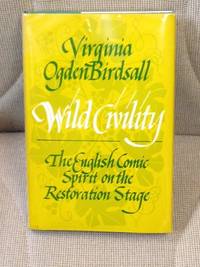 Virginia
Ogden Birdsall
Wild Civility
The English Comic
Spirit on the
Restoration Stage